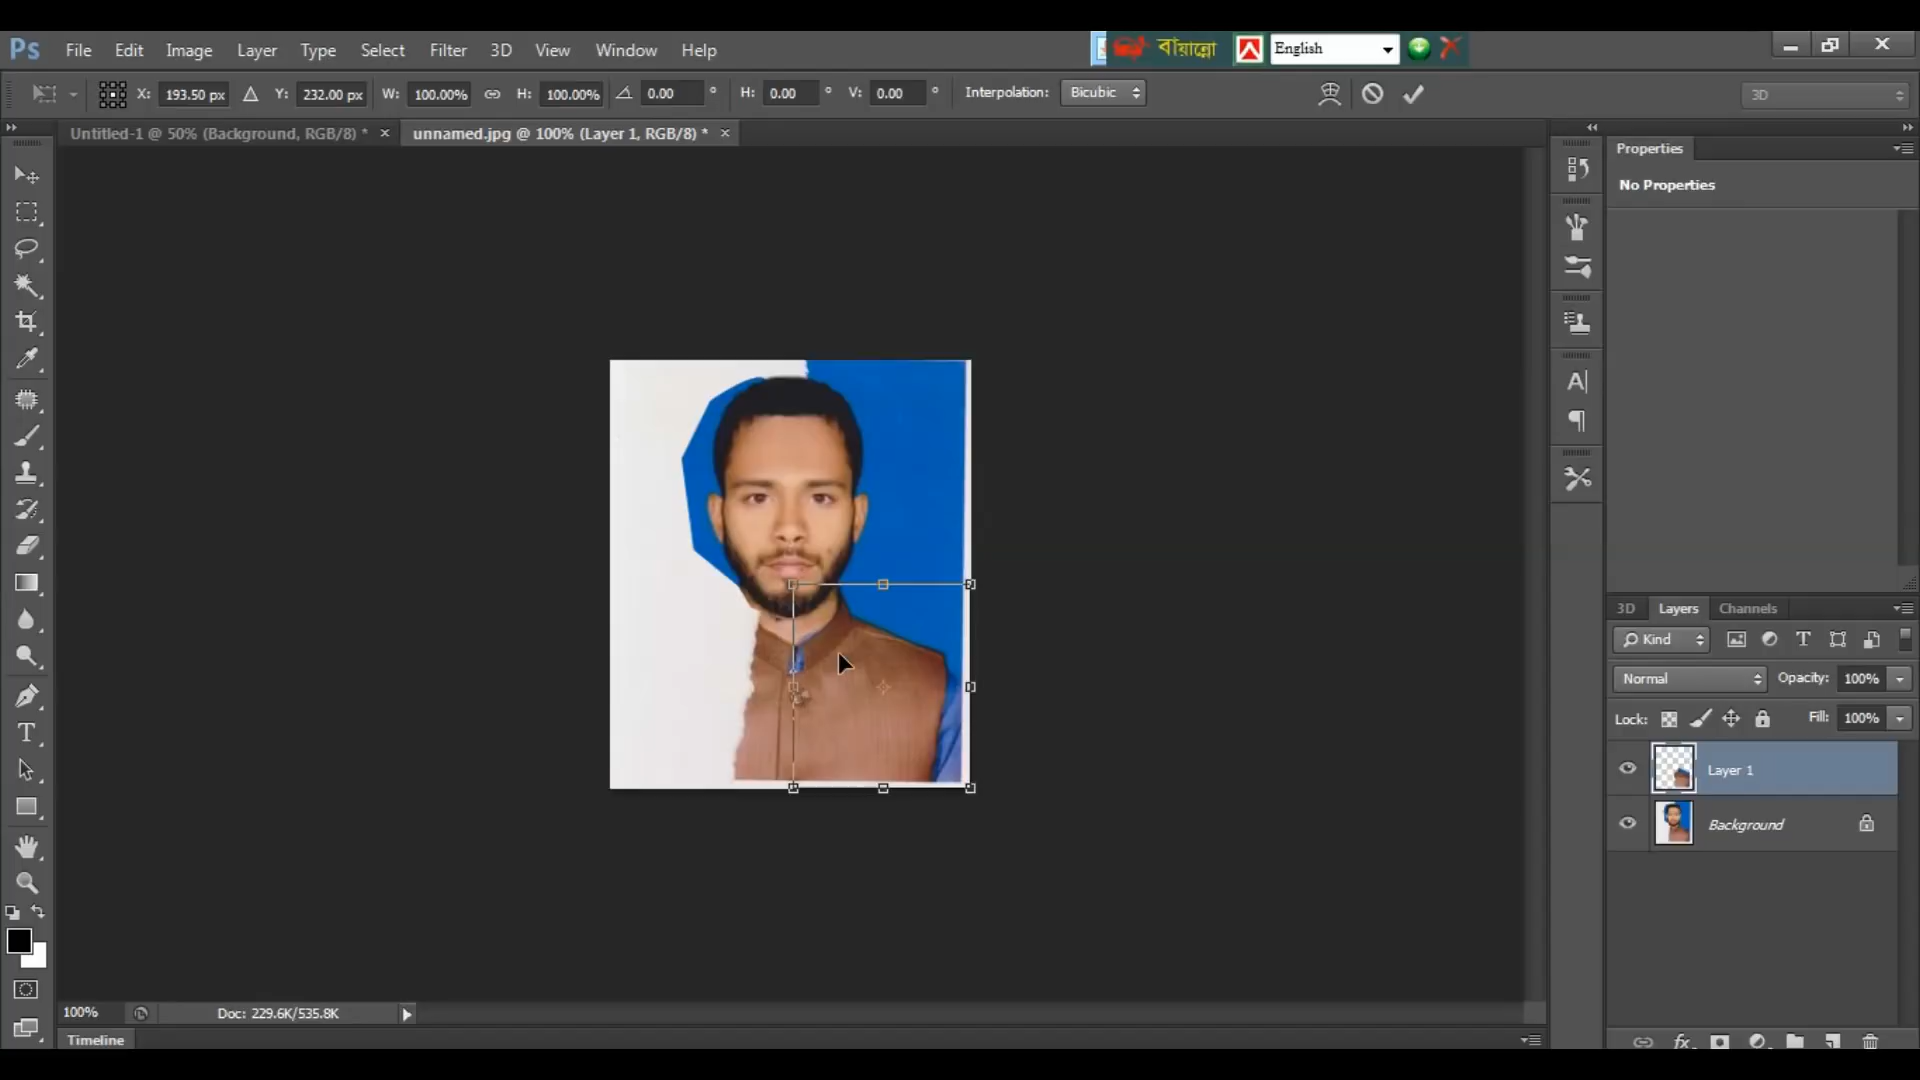 Ps File Edit Image Layer Type Select Filter 3D View Window Help বায়ান্নো English
X: 193.50 px Y: 232.00 px W: 100.00% H: 100.00% 0.00 ° H: 0.00 ° V: 0.00 ° Interpolation: Bicubic 3D
Untitled-1 @ 50% (Background, RGB/8) * × unnamed.jpg @ 100% (Layer 1, RGB/8) * ×
Properties
No Properties
3D Layers Channels
Kind
Normal Opacity: 100%
Lock: Fill: 100%
Layer 1
Background
100% Doc: 229.6K/535.8K
Timeline